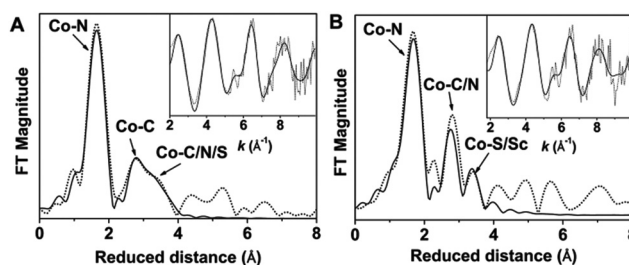 A
Co-N
Co-C
Co-C/N/S
2 4 6 8
k (Å⁻¹)
FT Magnitude
0 2 4 6 8
Reduced distance (Å)
B
Co-N
Co-C/N
Co-S/Sc
2 4 6 8
k (Å⁻¹)
FT Magnitude
0 2 4 6 8
Reduced distance (Å)